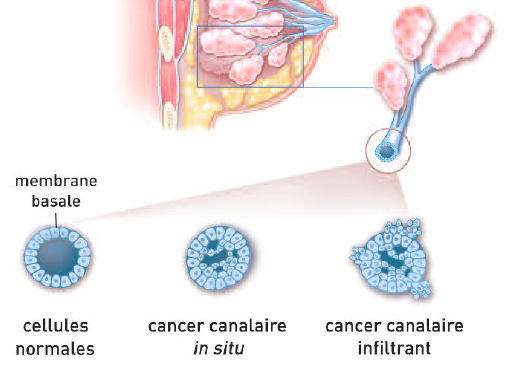 membrane
basale
cellules
normales
cancer canalaire
in situ
cancer canalaire
infiltrant